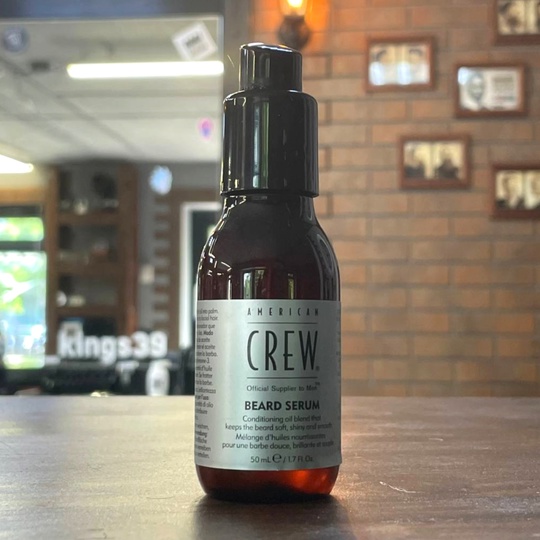 AMERICAN
CREW
Official Supplier to Men
BEARD SERUM
Conditioning oil blend that
keeps the beard soft, shiny and smooth
Mélange d'huiles nourrissantes
pour une barbe douce, brillante et souple
50 mL ℮ / 1.7 Fl. Oz.
kings39